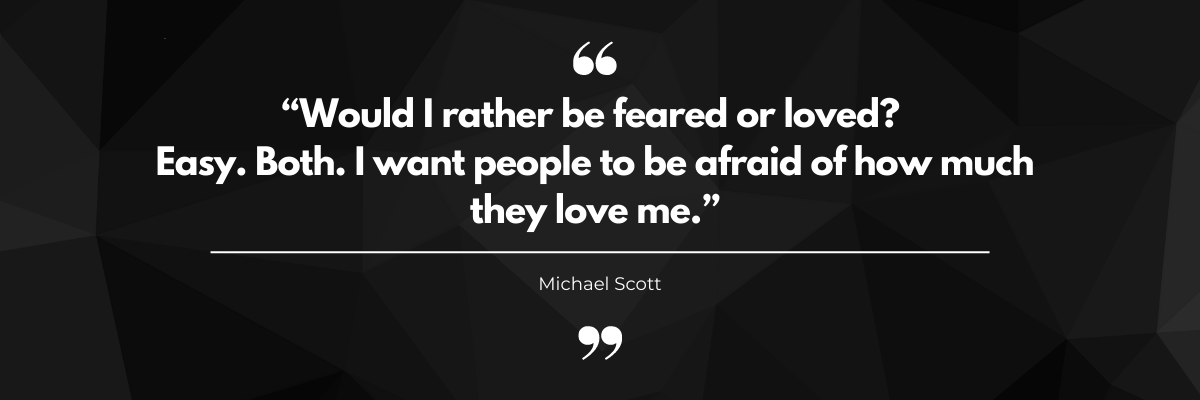 “
“Would I rather be feared or loved?
Easy. Both. I want people to be afraid of how much
they love me.”
Michael Scott
”